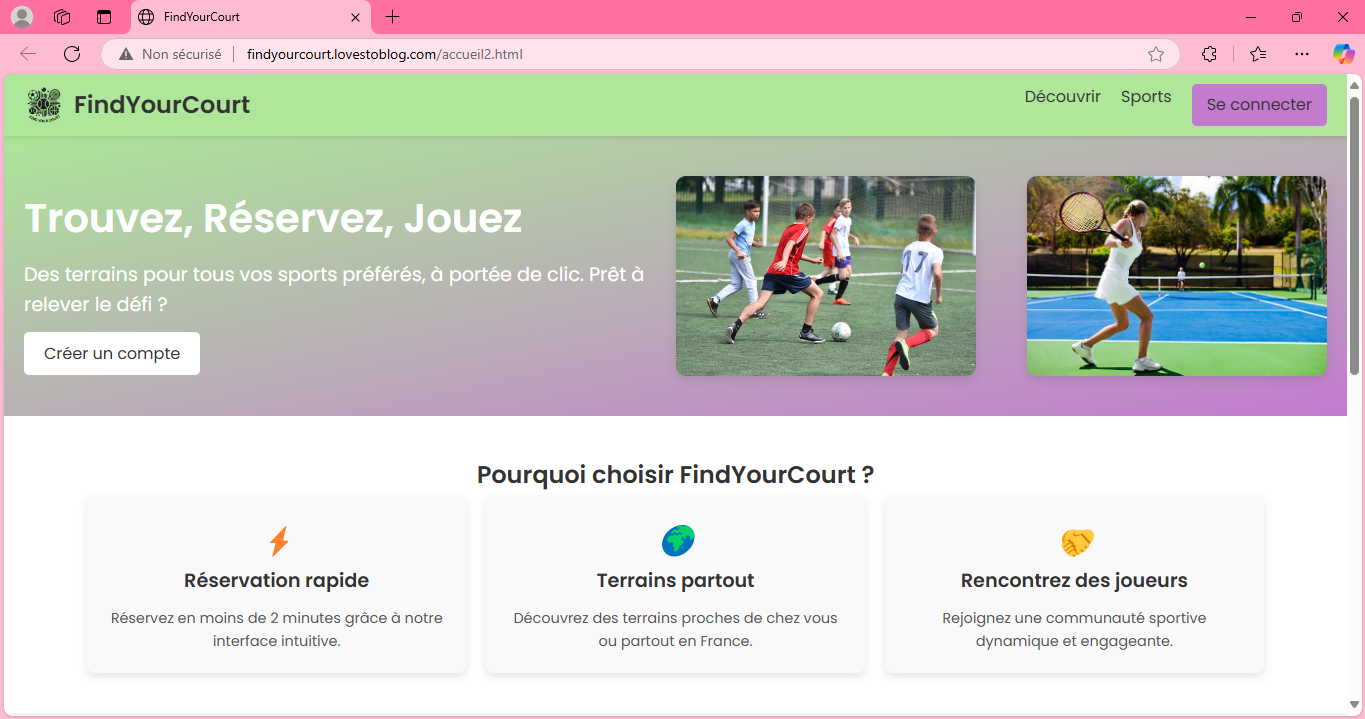 FindYourCourt
Non sécurisé
findyourcourt.lovestoblog.com/accueil2.html
FindYourCourt
Découvrir
Sports
Se connecter
Trouvez, Réservez, Jouez
Des terrains pour tous vos sports préférés, à portée de clic. Prêt à
relever le défi ?
Créer un compte
17
Pourquoi choisir FindYourCourt ?
Réservation rapide
Réservez en moins de 2 minutes grâce à notre
interface intuitive.
Terrains partout
Découvrez des terrains proches de chez vous
ou partout en France.
Rencontrez des joueurs
Rejoignez une communauté sportive
dynamique et engageante.